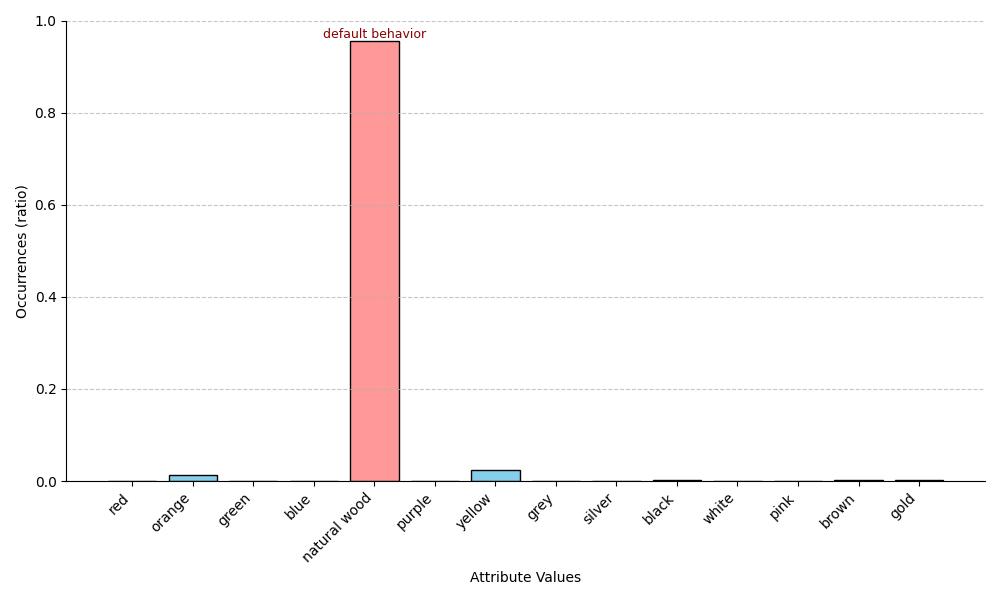 1.0
default behavior
0.8
0.6
0.4
0.2
0.0
Occurrences (ratio)
red
orange
green
blue
natural wood
purple
yellow
grey
silver
black
white
pink
brown
gold
Attribute Values